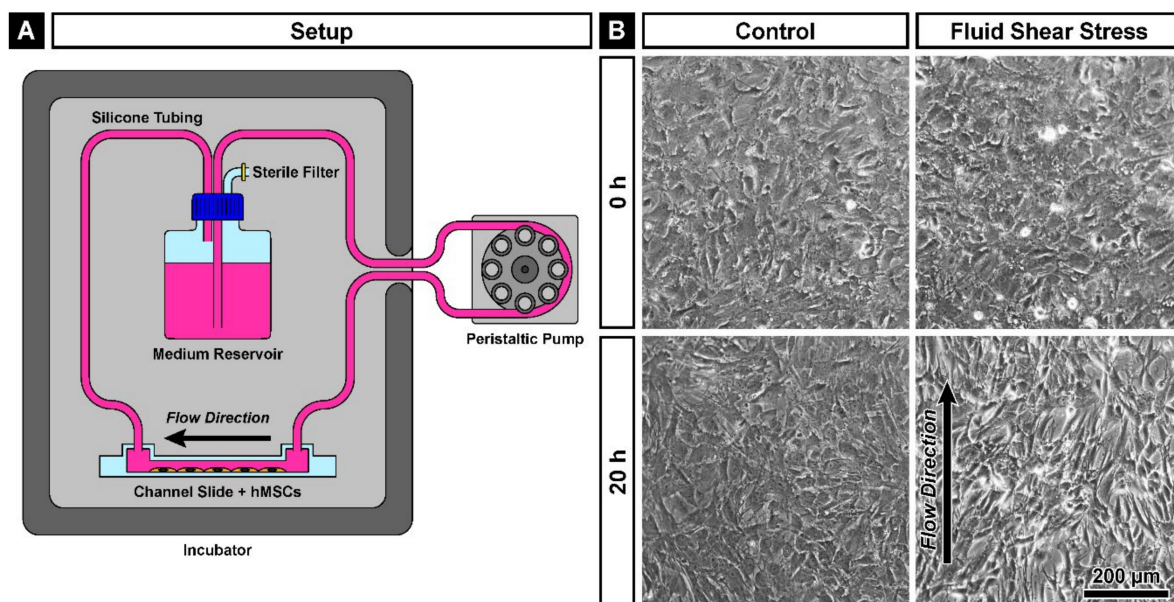 A
Setup
Silicone Tubing
Sterile Filter
Medium Reservoir
Peristaltic Pump
Flow Direction
Channel Slide + hMSCs
Incubator
B
Control
Fluid Shear Stress
0 h
20 h
Flow Direction
200 µm